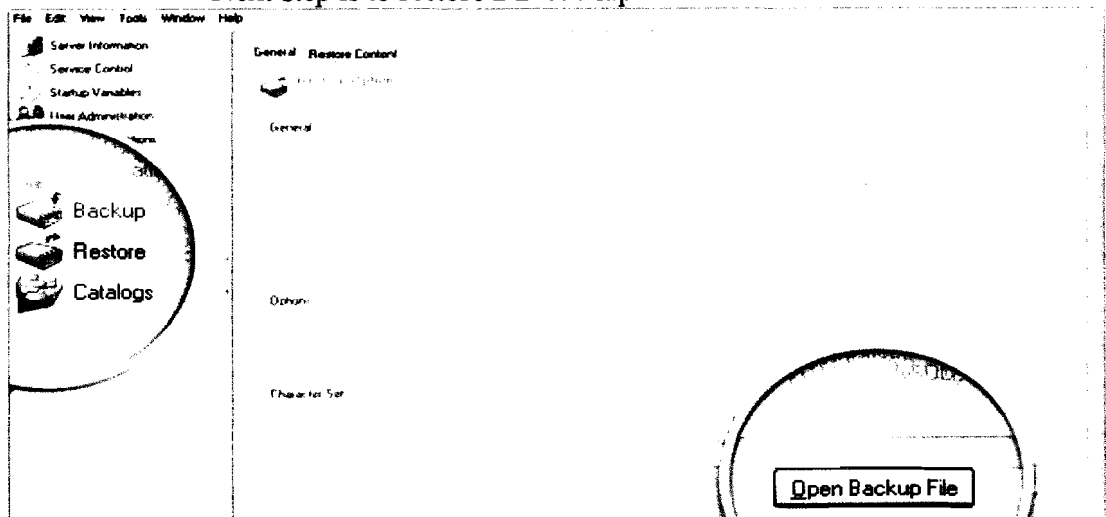 File Edit View Tools Window Help
Server Information
Service Control
Startup Variables
User Administration
Backup
Restore
Catalogs
General Restore Content
General
Options
Character Set
Open Backup File